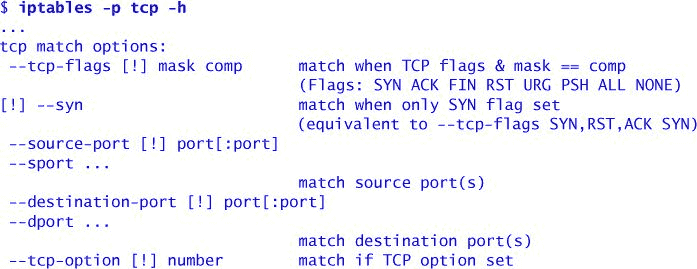 $ iptables -p tcp -h
...
tcp match options:
--tcp-flags [!] mask comp match when TCP flags & mask == comp
(Flags: SYN ACK FIN RST URG PSH ALL NONE)
[!] --syn match when only SYN flag set
(equivalent to --tcp-flags SYN,RST,ACK SYN)
--source-port [!] port[:port]
--sport ...
match source port(s)
--destination-port [!] port[:port]
--dport ...
match destination port(s)
--tcp-option [!] number match if TCP option set